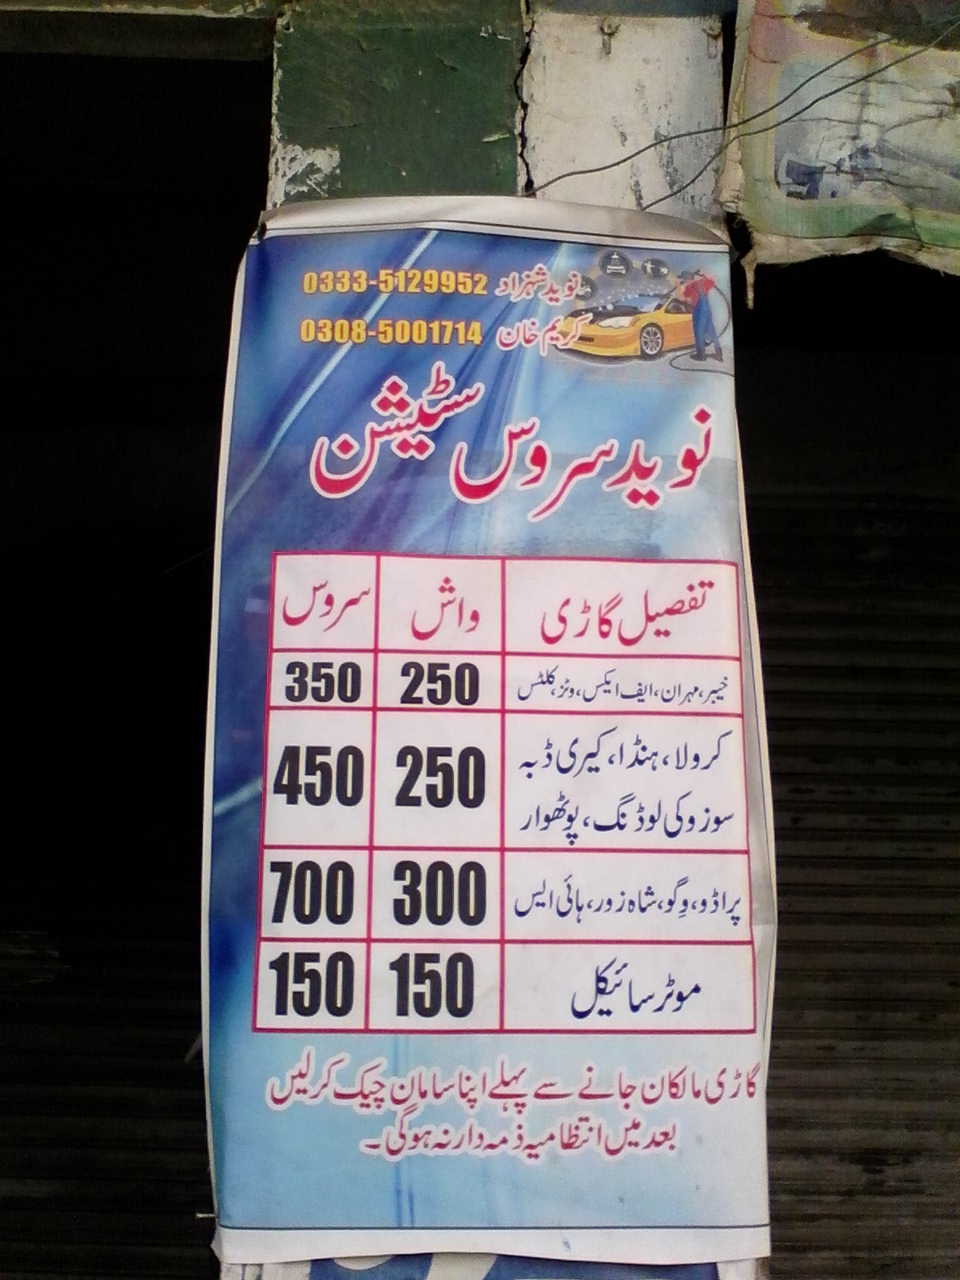 نوید شہزاد 0333-5129952
کریم خان 0308-5001714
نوید سروس سٹیشن
تفصیل گاڑی واش سروس
خیبر، مہران، ایف ایکس، وٹز، کلٹس 250 350
کرولا، ہنڈا، کیری ڈبہ 250 450
سوزوکی لوڈنگ، پوٹھوار
پراڈو، وِگو، شاہ زور، ہائی ایس 300 700
موٹر سائیکل 150 150
گاڑی مالکان جانے سے پہلے اپنا سامان چیک کرلیں
بعد میں انتظامیہ ذمہ دار نہ ہوگی۔